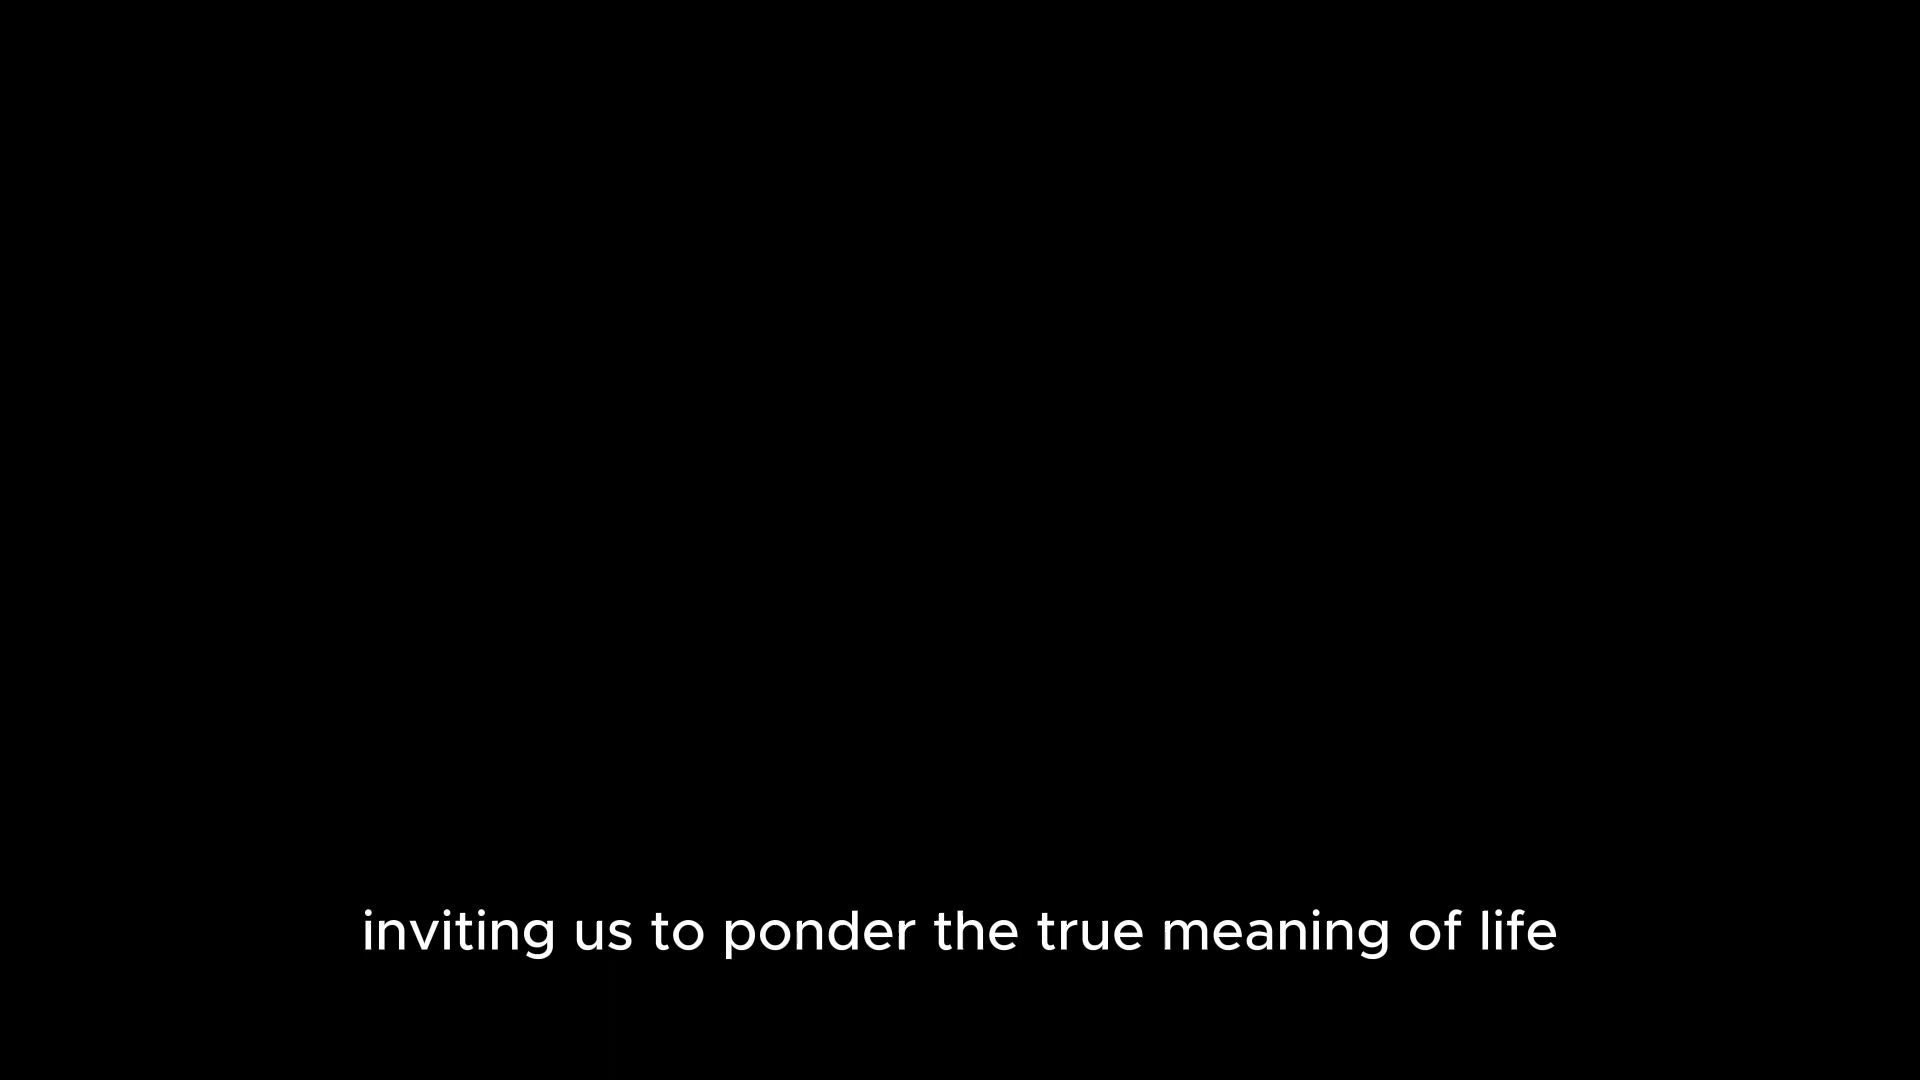 inviting us to ponder the true meaning of life